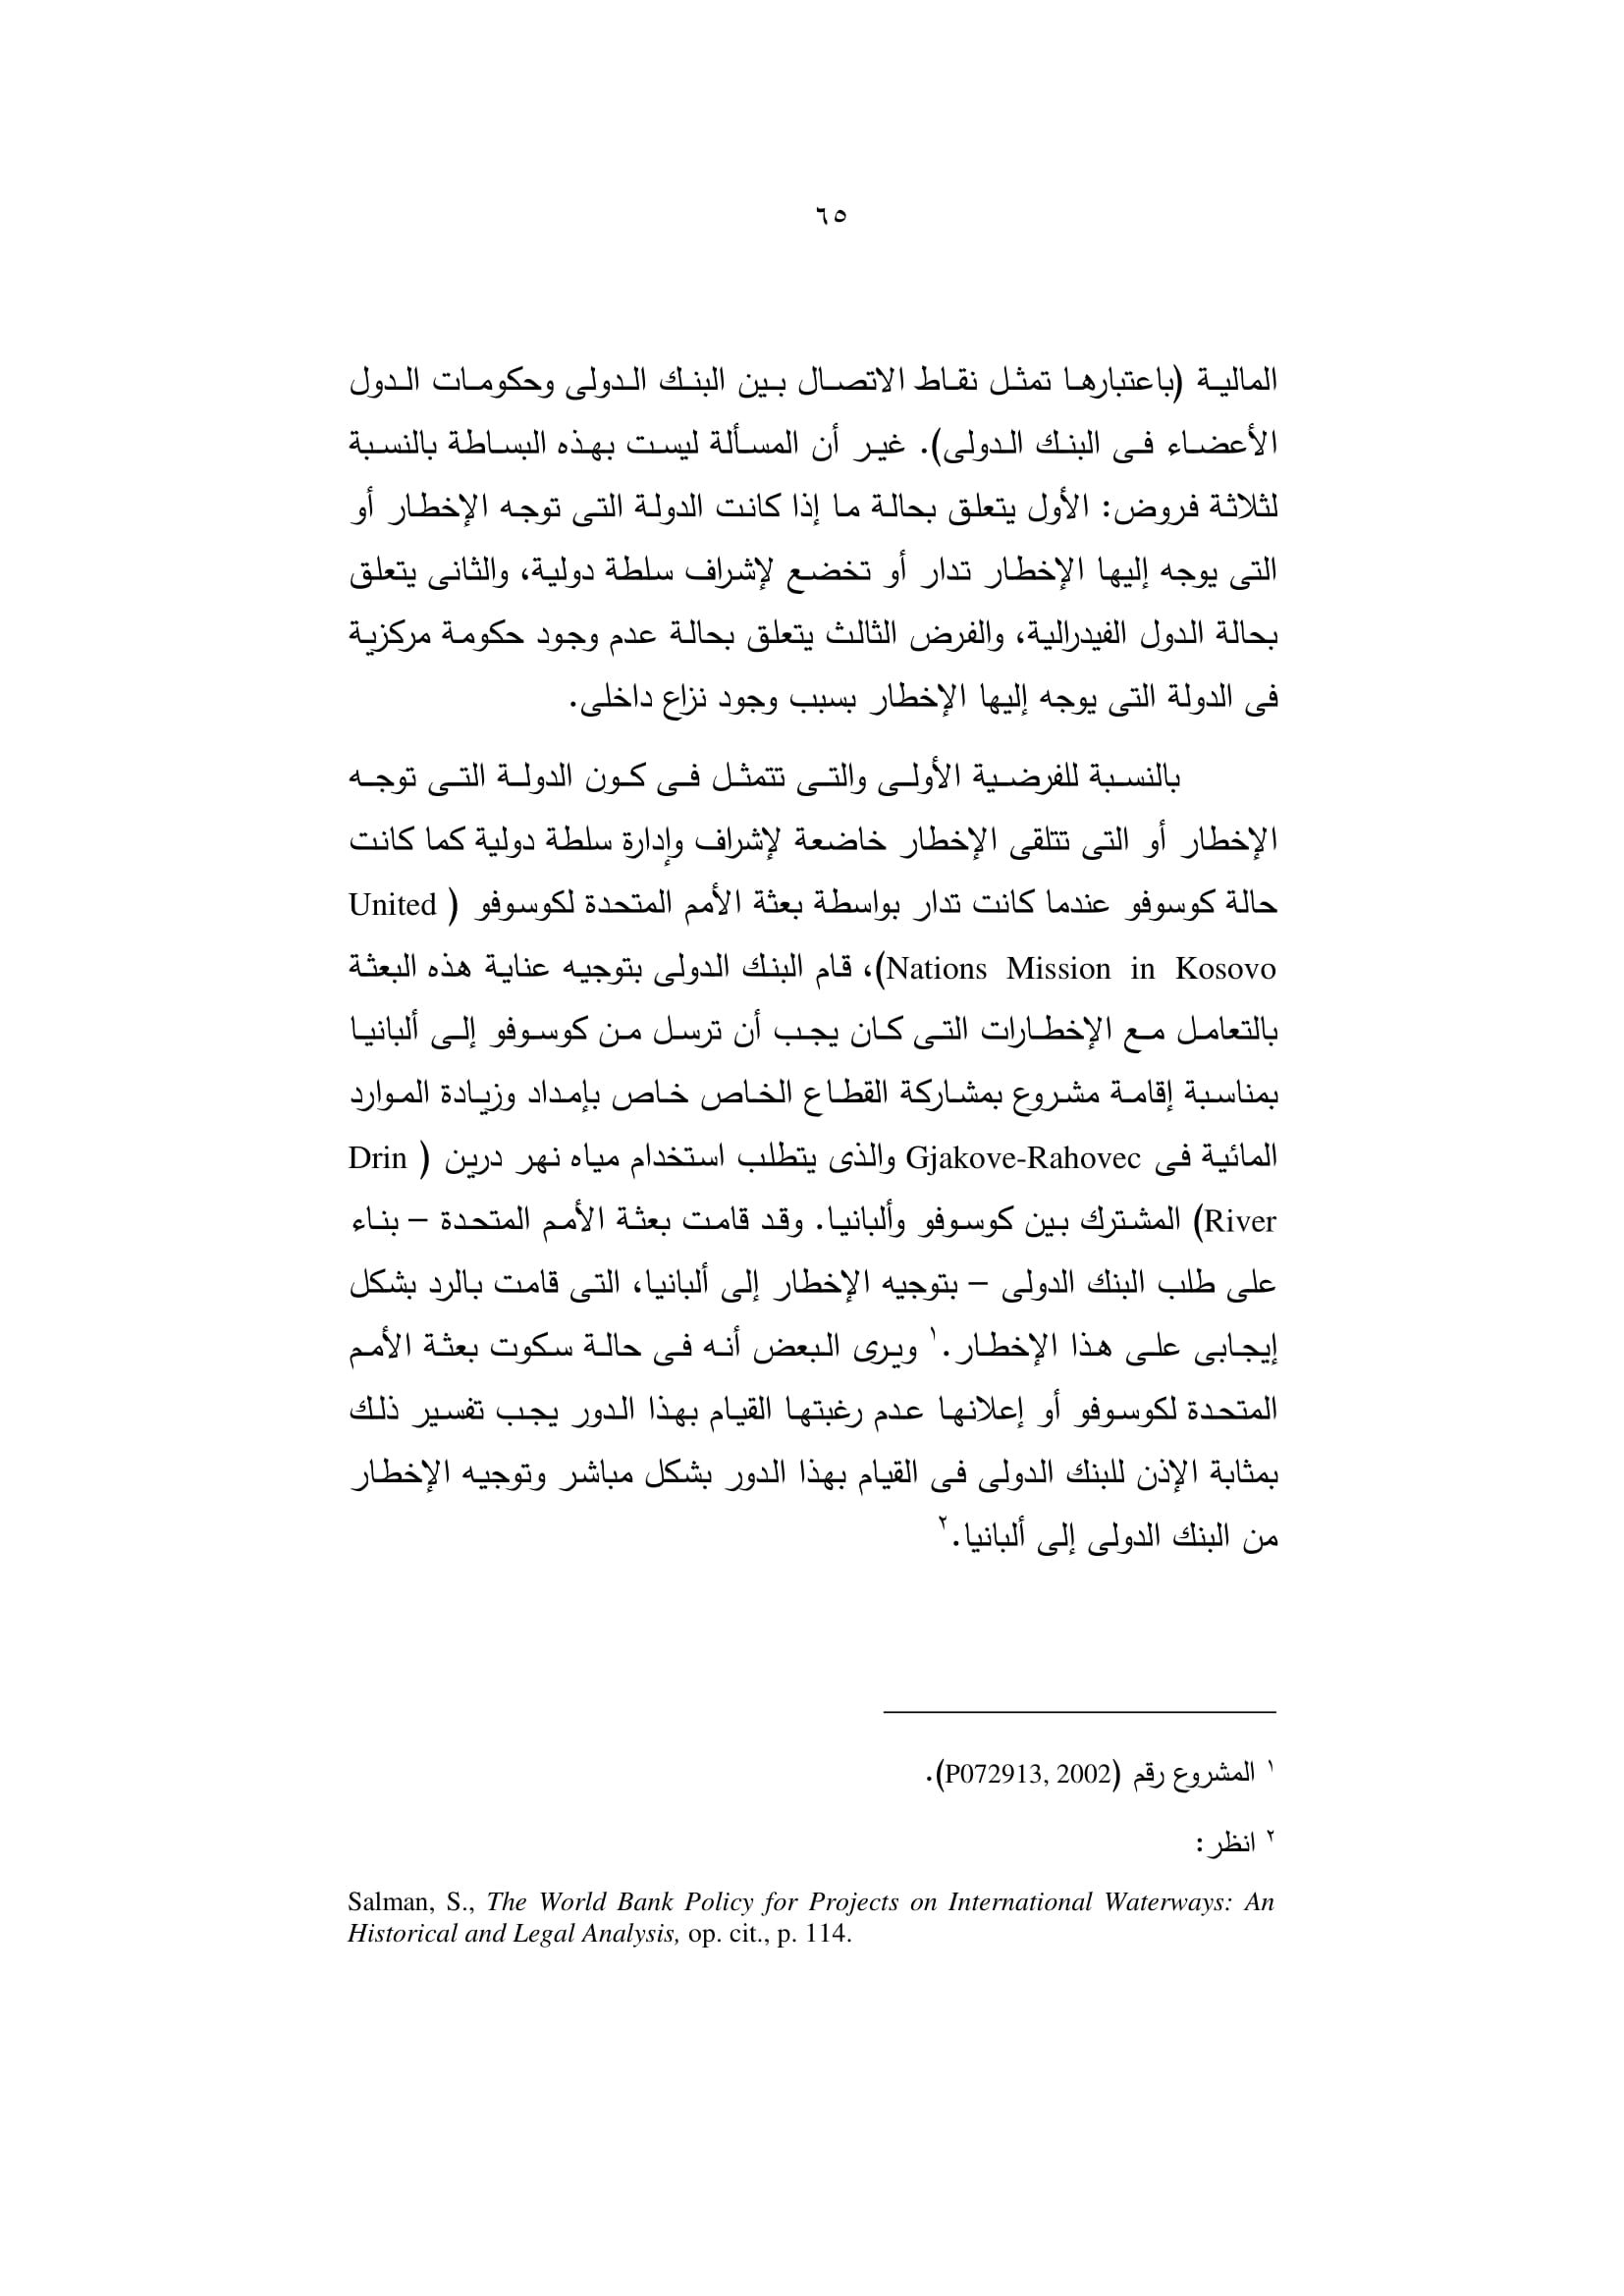 ٦٥
المالية (باعتبارها تمثل نقاط الاتصال بين البنك الدولى وحكومات الدول
الأعضاء فى البنك الدولى). غير أن المسألة ليست بهذه البساطة بالنسبة
لثلاثة فروض: الأول يتعلق بحالة ما إذا كانت الدولة التى توجه الإخطار أو
التى يوجه إليها الإخطار تدار أو تخضع لإشراف سلطة دولية، والثانى يتعلق
بحالة الدول الفيدرالية، والفرض الثالث يتعلق بحالة عدم وجود حكومة مركزية
فى الدولة التى يوجه إليها الإخطار بسبب وجود نزاع داخلى.
بالنسبة للفرضية الأولى والتى تتمثل فى كون الدولة التى توجه
الإخطار أو التى تتلقى الإخطار خاضعة لإشراف وإدارة سلطة دولية كما كانت
حالة كوسوفو عندما كانت تدار بواسطة بعثة الأمم المتحدة لكوسوفو (United
Nations Mission in Kosovo)، قام البنك الدولى بتوجيه عناية هذه البعثة
بالتعامل مع الإخطارات التى كان يجب أن ترسل من كوسوفو إلى ألبانيا
بمناسبة إقامة مشروع بمشاركة القطاع الخاص خاص بإمداد وزيادة الموارد
المائية فى Gjakove-Rahovec والذى يتطلب استخدام مياه نهر درين (Drin
River) المشترك بين كوسوفو وألبانيا. وقد قامت بعثة الأمم المتحدة – بناء
على طلب البنك الدولى – بتوجيه الإخطار إلى ألبانيا، التى قامت بالرد بشكل
إيجابى على هذا الإخطار.١ ويرى البعض أنه فى حالة سكوت بعثة الأمم
المتحدة لكوسوفو أو إعلانها عدم رغبتها القيام بهذا الدور يجب تفسير ذلك
بمثابة الإذن للبنك الدولى فى القيام بهذا الدور بشكل مباشر وتوجيه الإخطار
من البنك الدولى إلى ألبانيا.٢
١ المشروع رقم (P072913, 2002).
٢ انظر:
Salman, S., The World Bank Policy for Projects on International Waterways: An
Historical and Legal Analysis, op. cit., p. 114.